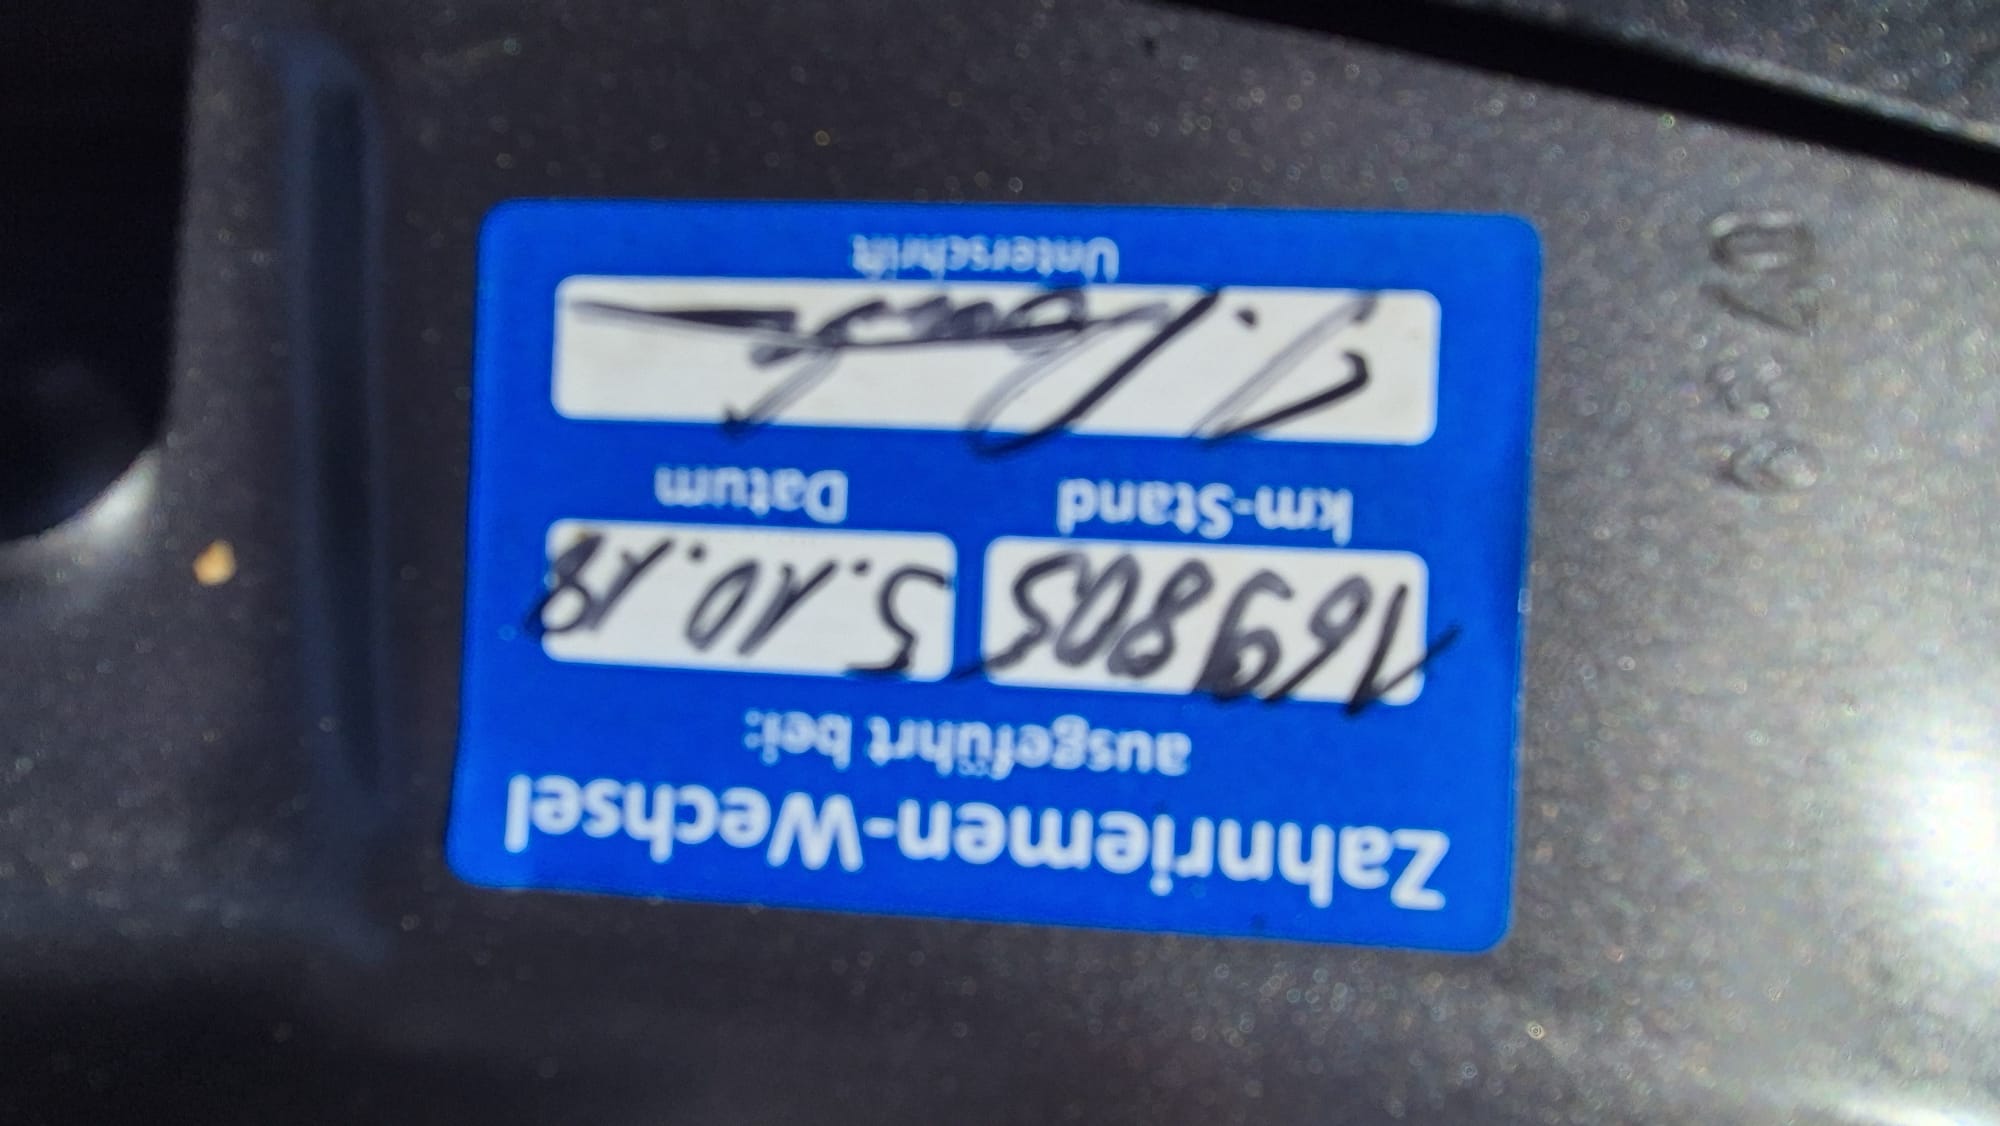 Zahnriemen-Wechsel
ausgeführt bei:
169805 5.10.18
km-Stand Datum
Unterschrift